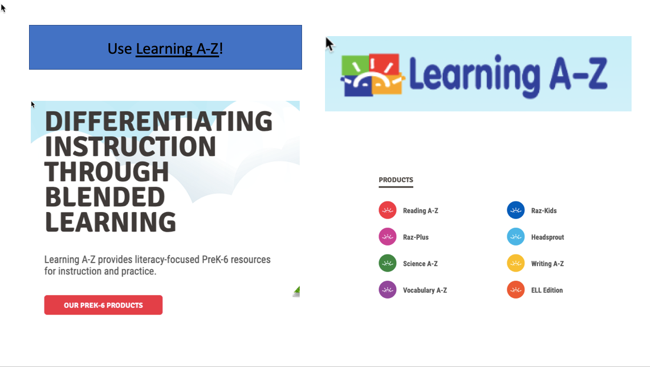 Use Learning A-Z!
Learning A-Z
DIFFERENTIATING
INSTRUCTION
THROUGH
BLENDED
LEARNING
Learning A-Z provides literacy-focused PreK-6 resources
for instruction and practice.
OUR PREK-6 PRODUCTS
PRODUCTS
Reading A-Z
Raz-Kids
Raz-Plus
Headsprout
Science A-Z
Writing A-Z
Vocabulary A-Z
ELL Edition